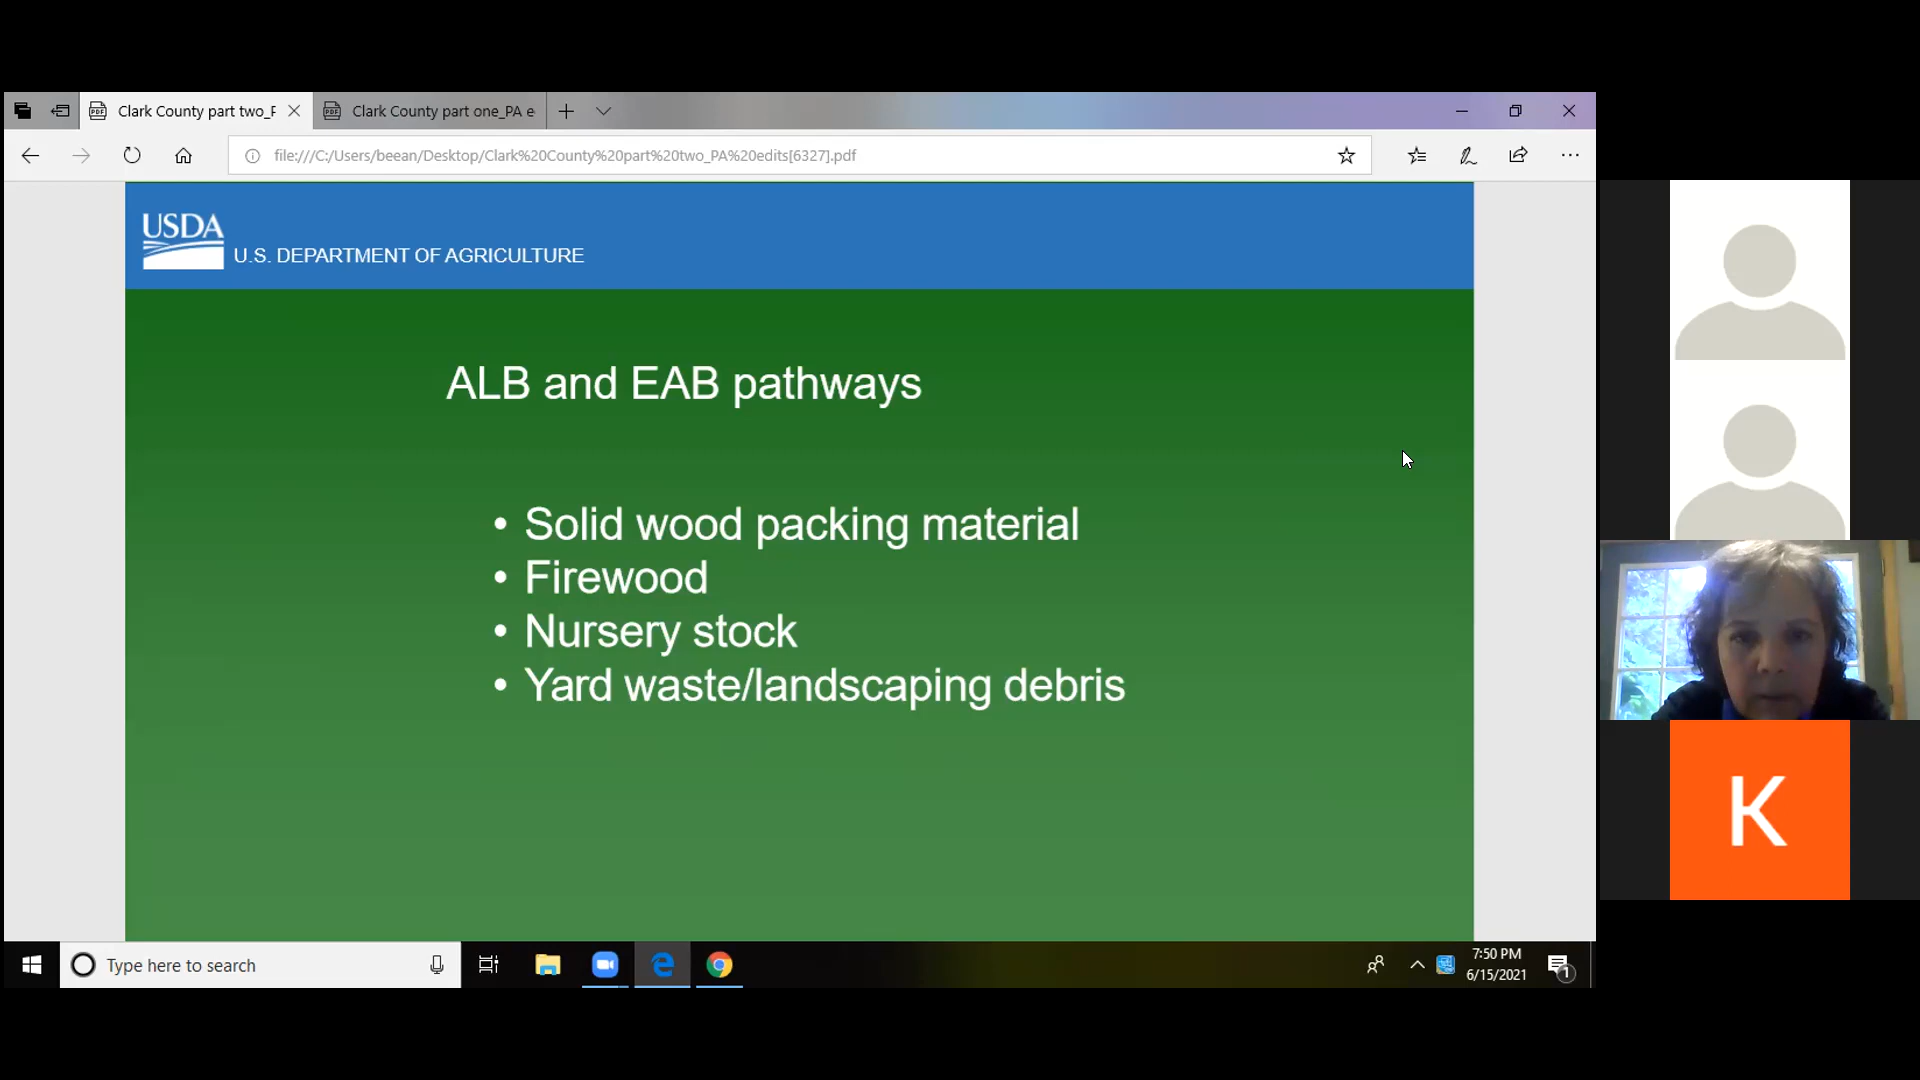 Clark County part two_P
Clark County part one_PA e
file:///C:/Users/beean/Desktop/Clark%20County%20part%20two_PA%20edits[6327].pdf
USDA
U.S. DEPARTMENT OF AGRICULTURE
ALB and EAB pathways
• Solid wood packing material
• Firewood
• Nursery stock
• Yard waste/landscaping debris
K
Type here to search
7:50 PM
6/15/2021
1